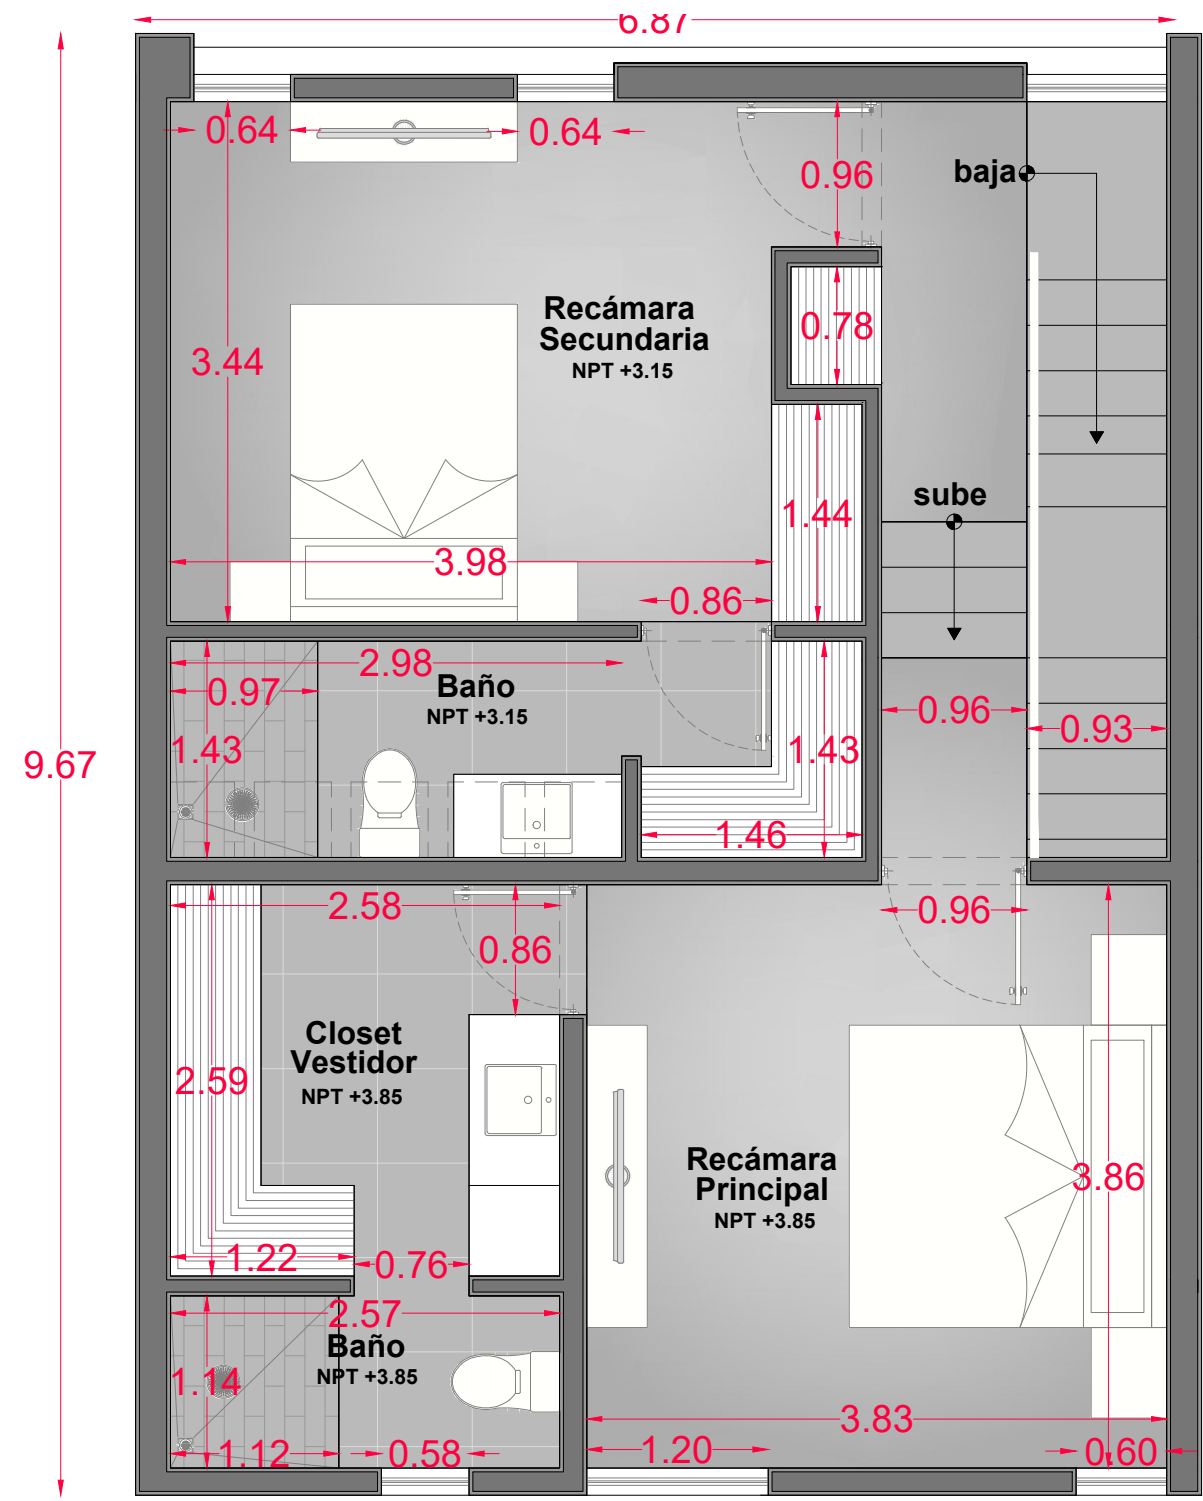 6.87
0.64
0.64
0.96
baja
Recámara
Secundaria
NPT +3.15
0.78
3.44
sube
1.44
3.98
0.86
2.98
Baño
NPT +3.15
0.97
1.43
1.43
0.96
0.93
9.67
1.46
2.58
0.96
0.86
Closet
Vestidor
NPT +3.85
2.59
Recámara
Principal
NPT +3.85
3.86
1.22
0.76
2.57
Baño
NPT +3.85
1.14
3.83
1.12
0.58
1.20
0.60